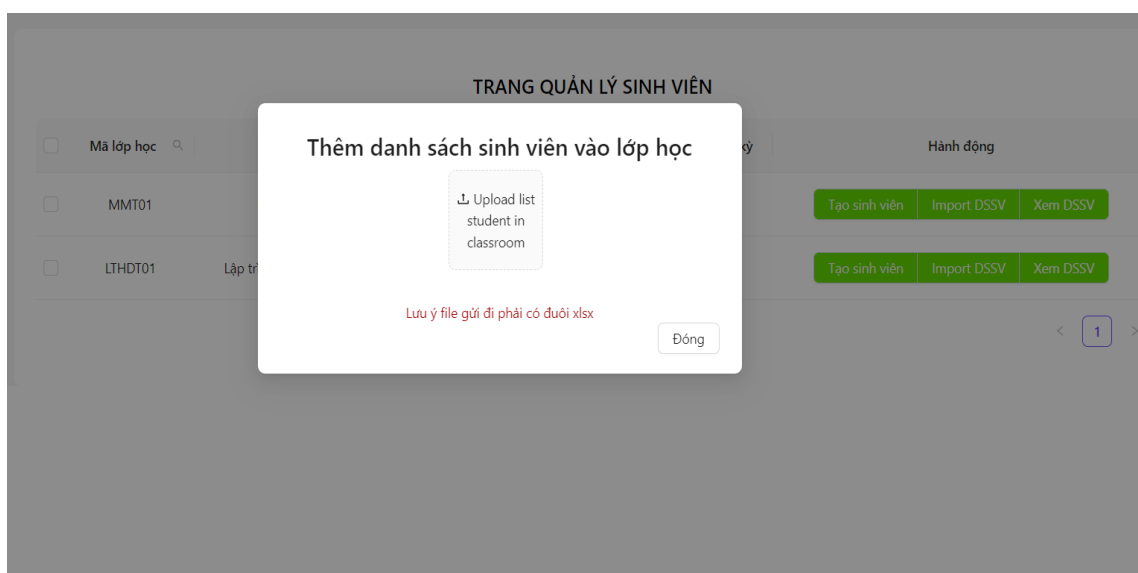 TRANG QUẢN LÝ SINH VIÊN
Thêm danh sách sinh viên vào lớp học
Mã lớp học
Hành động
Upload list
student in
classroom
MMT01
Tạo sinh viên Import DSSV Xem DSSV
LTHDT01
Lập
Tạo sinh viên Import DSSV Xem DSSV
Lưu ý file gửi đi phải có đuôi xlsx
Đóng
1